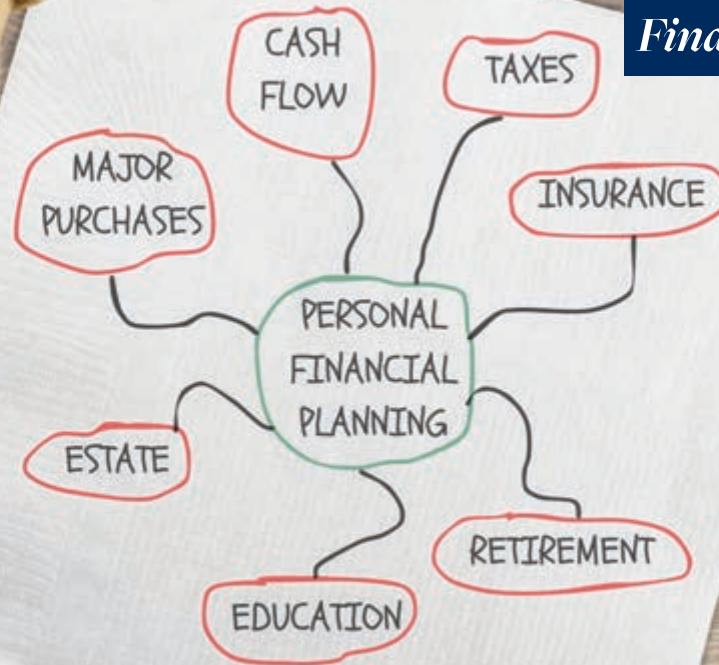 CASH
FLOW
TAXES
MAJOR
PURCHASES
INSURANCE
PERSONAL
FINANCIAL
PLANNING
ESTATE
RETIREMENT
EDUCATION